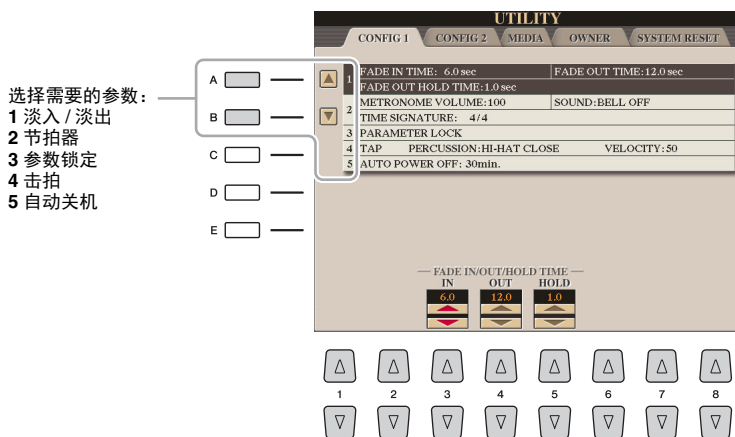 UTILITY
CONFIG 1 CONFIG 2 MEDIA OWNER SYSTEM RESET
选择需要的参数：
1 淡入 / 淡出
2 节拍器
3 参数锁定
4 击拍
5 自动关机
A
B
C
D
E
1 FADE IN TIME: 6.0 sec FADE OUT TIME:12.0 sec
FADE OUT HOLD TIME:1.0 sec
2 METRONOME VOLUME:100 SOUND:BELL OFF
TIME SIGNATURE: 4/4
3 PARAMETER LOCK
4 TAP PERCUSSION:HI-HAT CLOSE VELOCITY:50
5 AUTO POWER OFF: 30min.
FADE IN/OUT/HOLD TIME
IN OUT HOLD
6.0 12.0 1.0
1 2 3 4 5 6 7 8